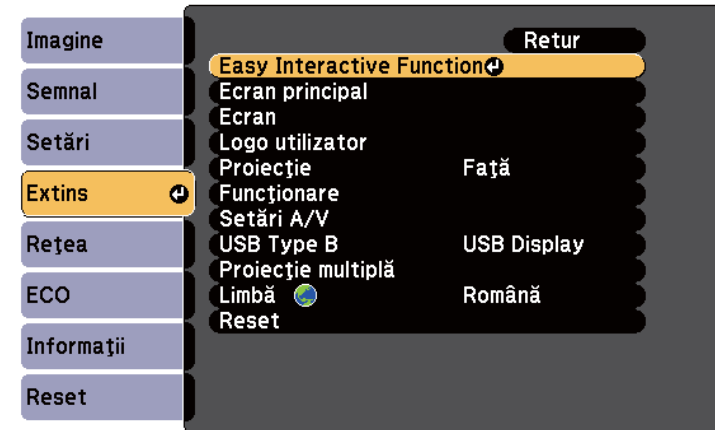 Imagine
Semnal
Setări
Extins
Reţea
ECO
Informaţii
Reset
Retur
Easy Interactive Function
Ecran principal
Ecran
Logo utilizator
Proiecţie Faţă
Funcţionare
Setări A/V
USB Type B USB Display
Proiecţie multiplă
Limbă Română
Reset